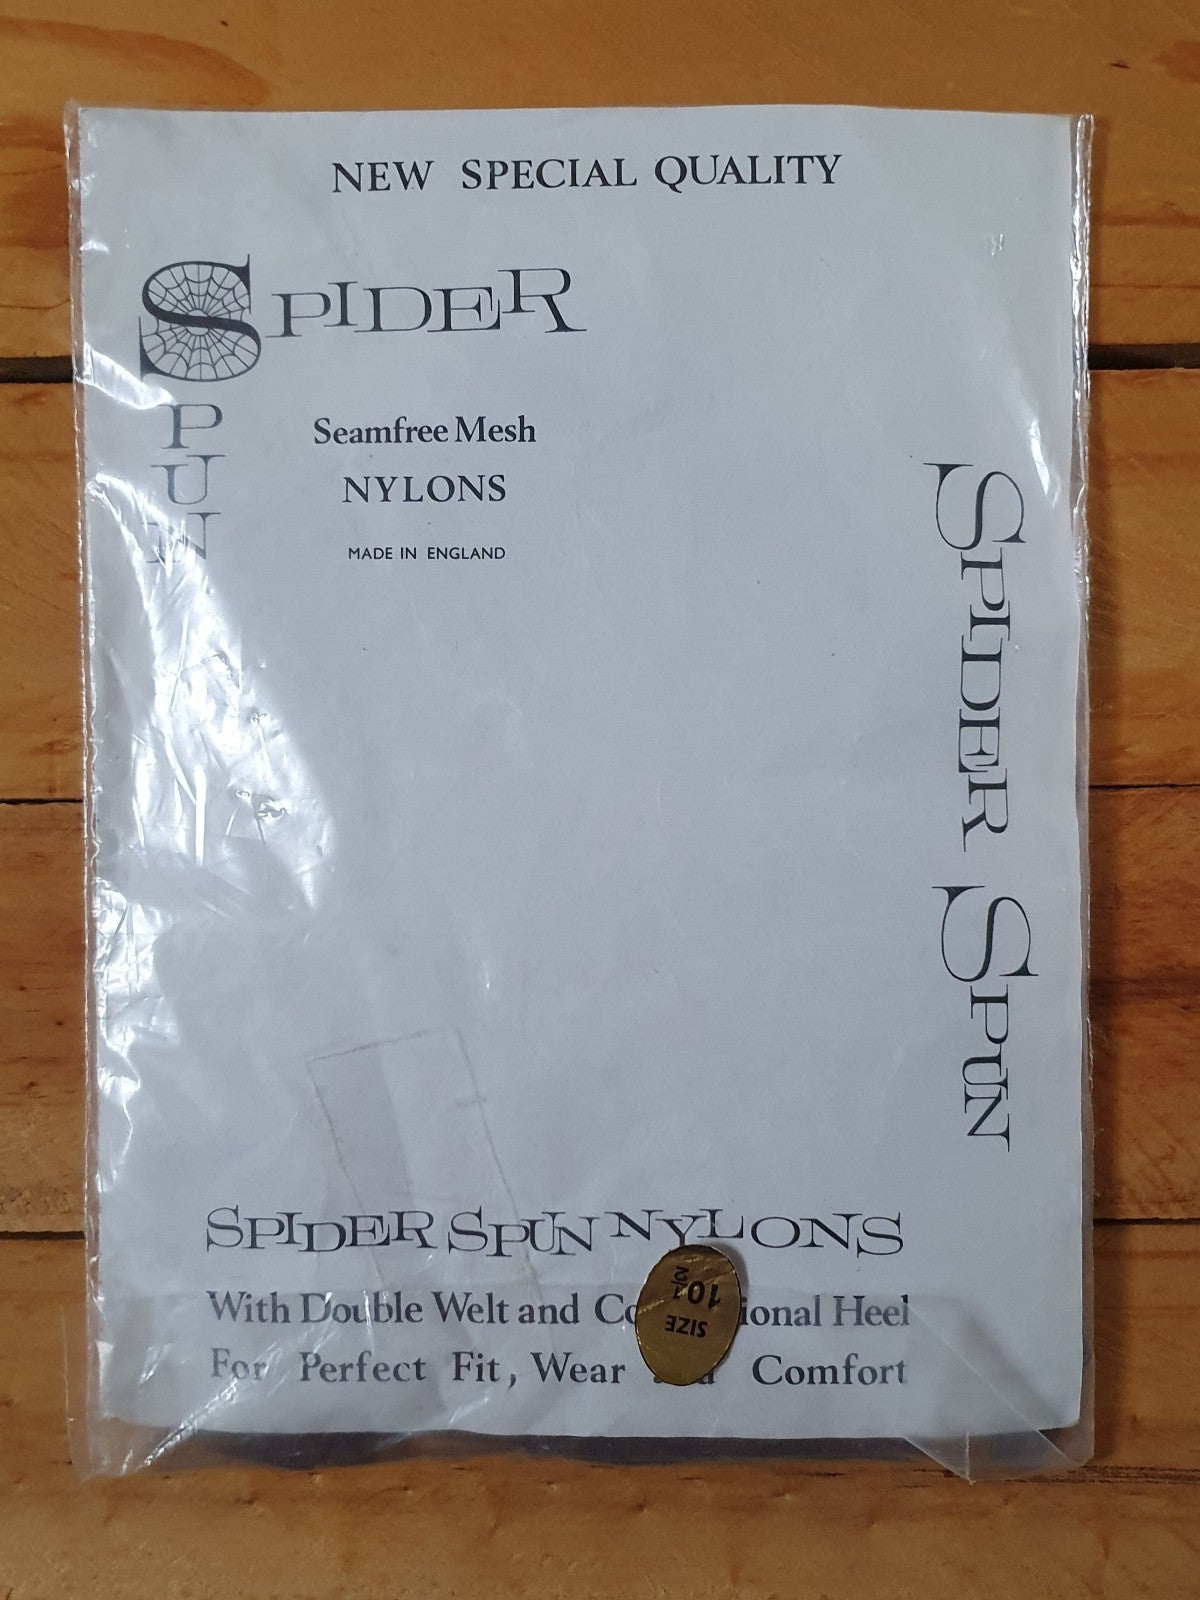 NEW SPECIAL QUALITY
SPIDER
SPUN
Seamfree Mesh
NYLONS
MADE IN ENGLAND
SPIDER SPUN
SPIDER SPUN NYLONS
With Double Welt and Heel
For Perfect Fit, Wear Comfort
SIZE
10½